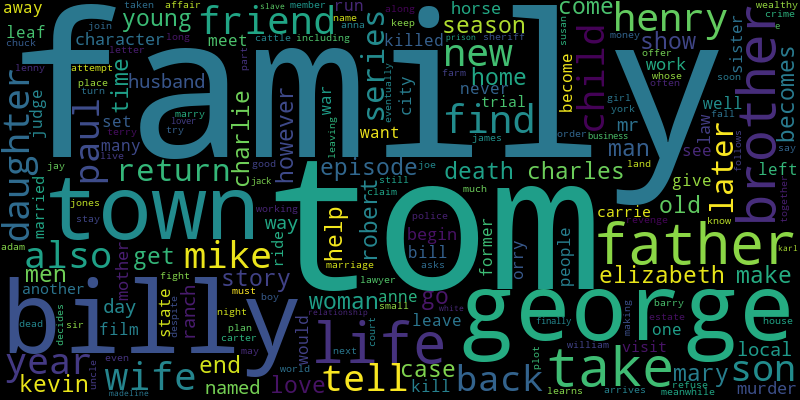 away
taken affair
slave member
name
wealthy
crime
leaf
join
young
friend
run
along
keep
horse
come
henry
e
chuck
character
meet
killed
including
anna
season
susan
show
sister
family
daughter
judge
lenny
attempt
place
turn
letter
time
husband
long
cattle
prison
sheriff
part
series
war
new
home
never
city
trial
become
child
money
offer
whose
work
york
often
girl
soon
well
becomes
brother
paul
set
many
live
terry
marry
lover
try
charlie
however
leaving
eventually
want
find
farm
james
order
business
mr
man
land
fall
see
law
follows
say
together
married
jay
return
good
jack
episode
still
claim
joe
death
charles
much
give
later
left
jones
stay
town
tom
working
help
robert
police
begin
bill
asks
former
orry
people
carrie
old
know
revenge
karl
adam
also
mike
way
ride
marriage
lawyer
father
men
mother
get
fight
story
must
boy
woman
anne
small
go
white
elizabeth
make
another
billy
day
film
state
despite
ranch
night
plan
carter
may
would
relationship
court
leave
george
mary
barry
estate
one
visit
house
local
dead
decides
sir
year
uncle
even
wife
end
named
love
world
life
next
tell
case
kill
back
plot
finally
william
making
take
refuse
meanwhile
son
murder
kevin
madeline
learns
arrives